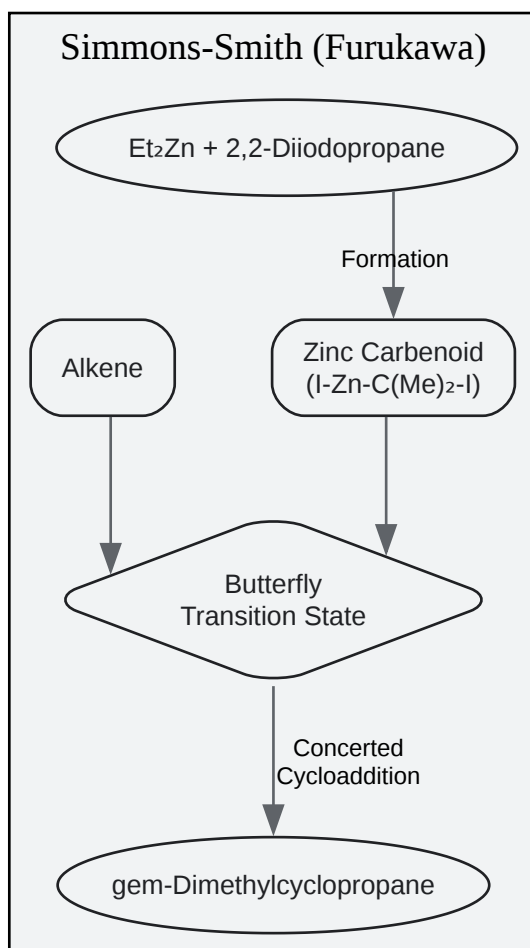 Simmons-Smith (Furukawa)
Et₂Zn + 2,2-Diiodopropane
Formation
Alkene
Zinc Carbenoid
(I-Zn-C(Me)₂-I)
Butterfly
Transition State
Concerted
Cycloaddition
gem-Dimethylcyclopropane